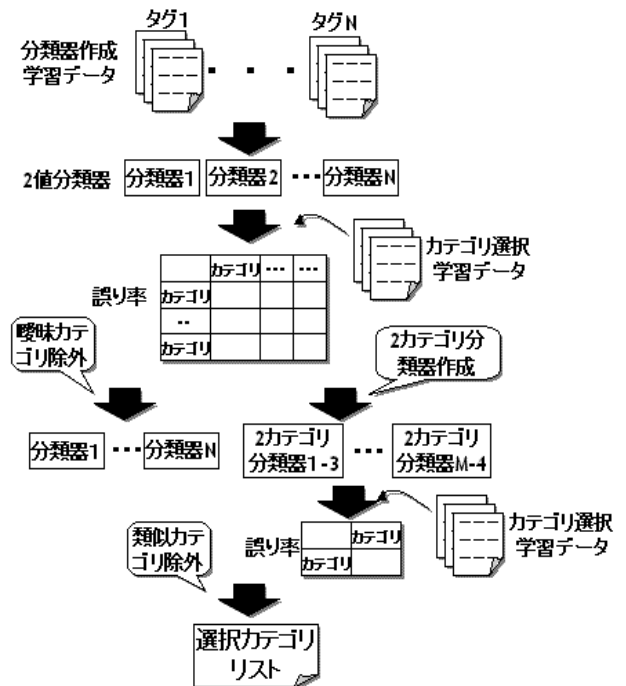 タグ1
タグN
分類器作成
学習データ
・ ・ ・
2値分類器
分類器1
分類器2
…
分類器N
カテゴリ選択
学習データ
誤り率
カテゴリ
…
…
カテゴリ
..
カテゴリ
曖昧カテ
ゴリ除外
2カテゴリ分
類器作成
分類器1
…
分類器N
2カテゴリ
分類器1-3
…
2カテゴリ
分類器M-4
類似カテ
ゴリ除外
誤り率
カテゴリ
カテゴリ
カテゴリ選択
学習データ
選択カテゴリ
リスト